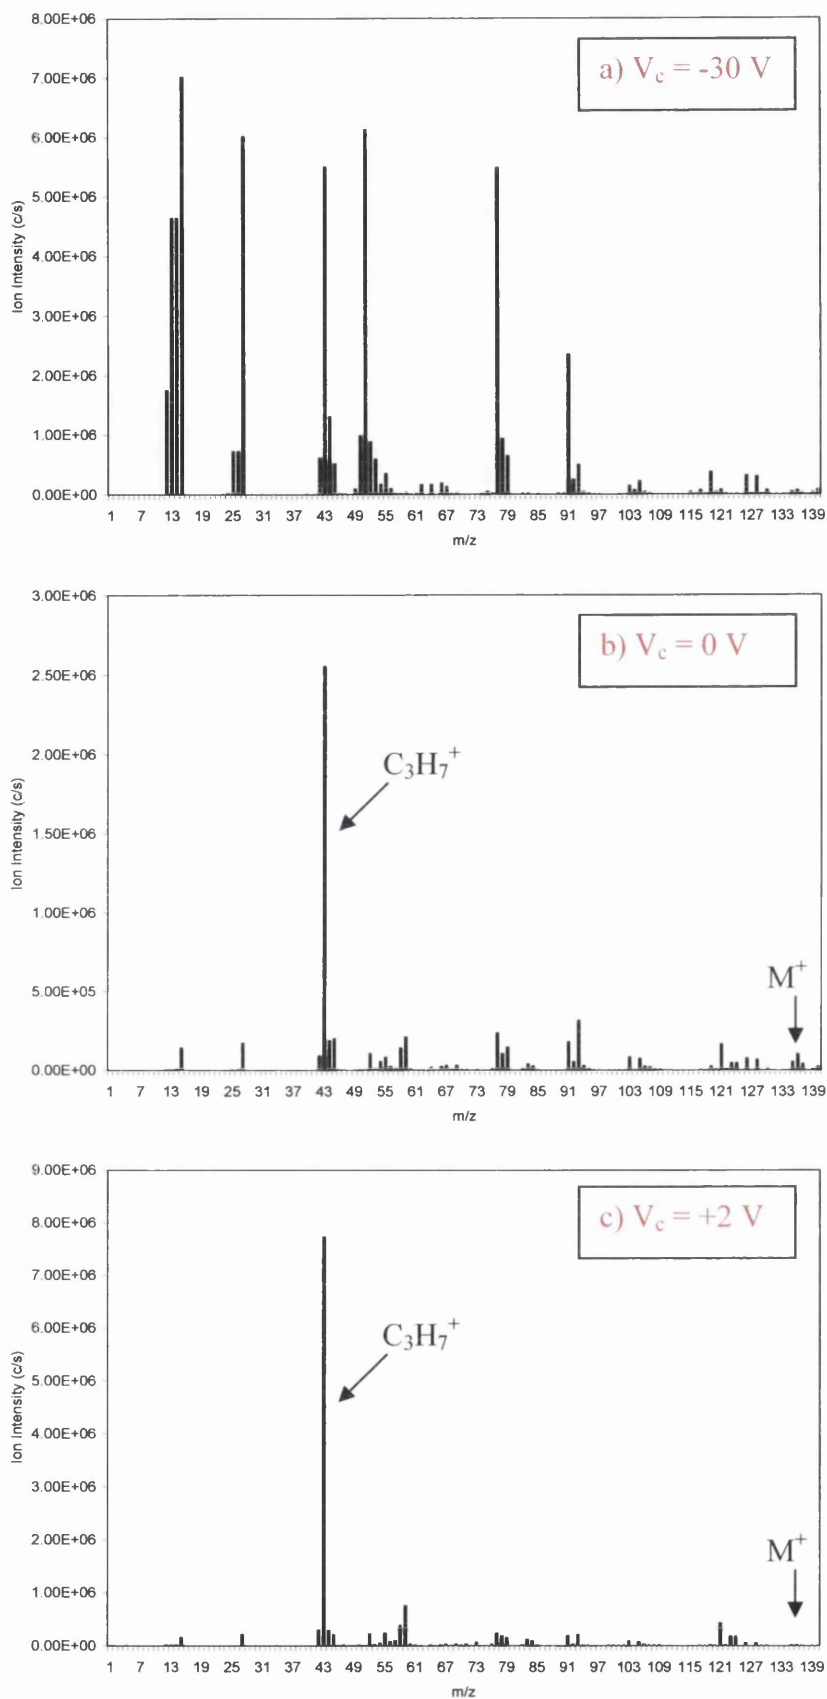 8.00E+06
a) Vc = -30 V
7.00E+06
6.00E+06
5.00E+06
4.00E+06
3.00E+06
2.00E+06
1.00E+06
0.00E+00
Ion Intensity (c/s)
1 7 13 19 25 31 37 43 49 55 61 67 73 79 85 91 97 103 109 115 121 127 133 139
m/z
3.00E+06
b) Vc = 0 V
2.50E+06
2.00E+06
C₃H₇⁺
1.50E+06
1.00E+06
M⁺
5.00E+05
0.00E+00
Ion Intensity (c/s)
1 7 13 19 25 31 37 43 49 55 61 67 73 79 85 91 97 103 109 115 121 127 133 139
m/z
9.00E+06
c) Vc = +2 V
8.00E+06
7.00E+06
6.00E+06
C₃H₇⁺
5.00E+06
4.00E+06
3.00E+06
2.00E+06
M⁺
1.00E+06
0.00E+00
Ion Intensity (c/s)
1 7 13 19 25 31 37 43 49 55 61 67 73 79 85 91 97 103 109 115 121 127 133 139
m/z